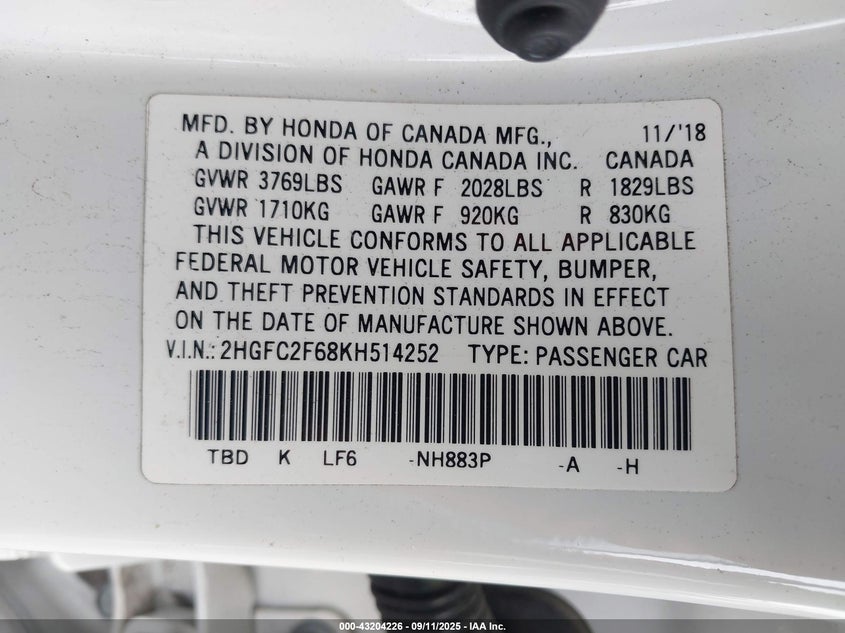 MFD. BY HONDA OF CANADA MFG., 11/'18
A DIVISION OF HONDA CANADA INC. CANADA
GVWR 3769LBS GAWR F 2028LBS R 1829LBS
GVWR 1710KG GAWR F 920KG R 830KG
THIS VEHICLE CONFORMS TO ALL APPLICABLE
FEDERAL MOTOR VEHICLE SAFETY, BUMPER,
AND THEFT PREVENTION STANDARDS IN EFFECT
ON THE DATE OF MANUFACTURE SHOWN ABOVE.
V.I.N.: 2HGFC2F68KH514252 TYPE: PASSENGER CAR
TBD K LF6 -NH883P -A -H
000-43204226 - 09/11/2025 - IAA Inc.